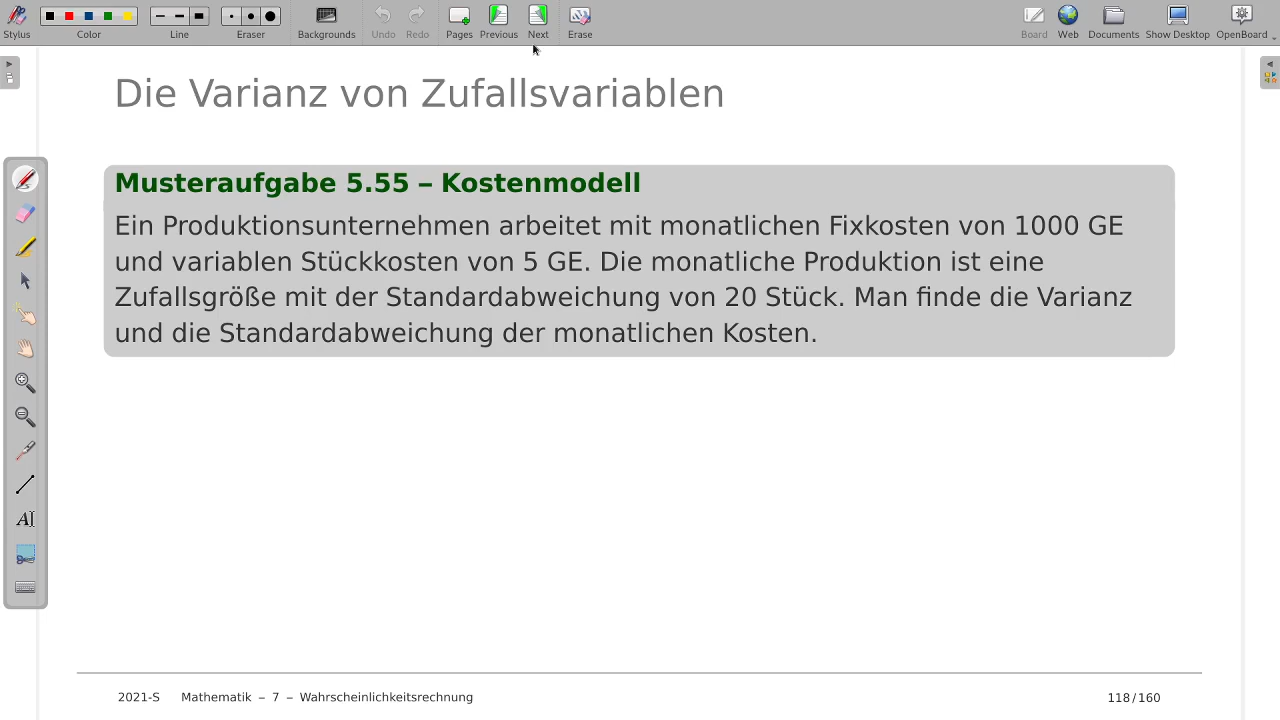 Stylus
Color
Line
Eraser
Backgrounds
Undo
Redo
Pages
Previous
Next
Erase
Board
Web
Documents
Show Desktop
OpenBoard
Die Varianz von Zufallsvariablen
Musteraufgabe 5.55 – Kostenmodell
Ein Produktionsunternehmen arbeitet mit monatlichen Fixkosten von 1000 GE
und variablen Stückkosten von 5 GE. Die monatliche Produktion ist eine
Zufallsgröße mit der Standardabweichung von 20 Stück. Man finde die Varianz
und die Standardabweichung der monatlichen Kosten.
2021-S Mathematik – 7 – Wahrscheinlichkeitsrechnung
118/160